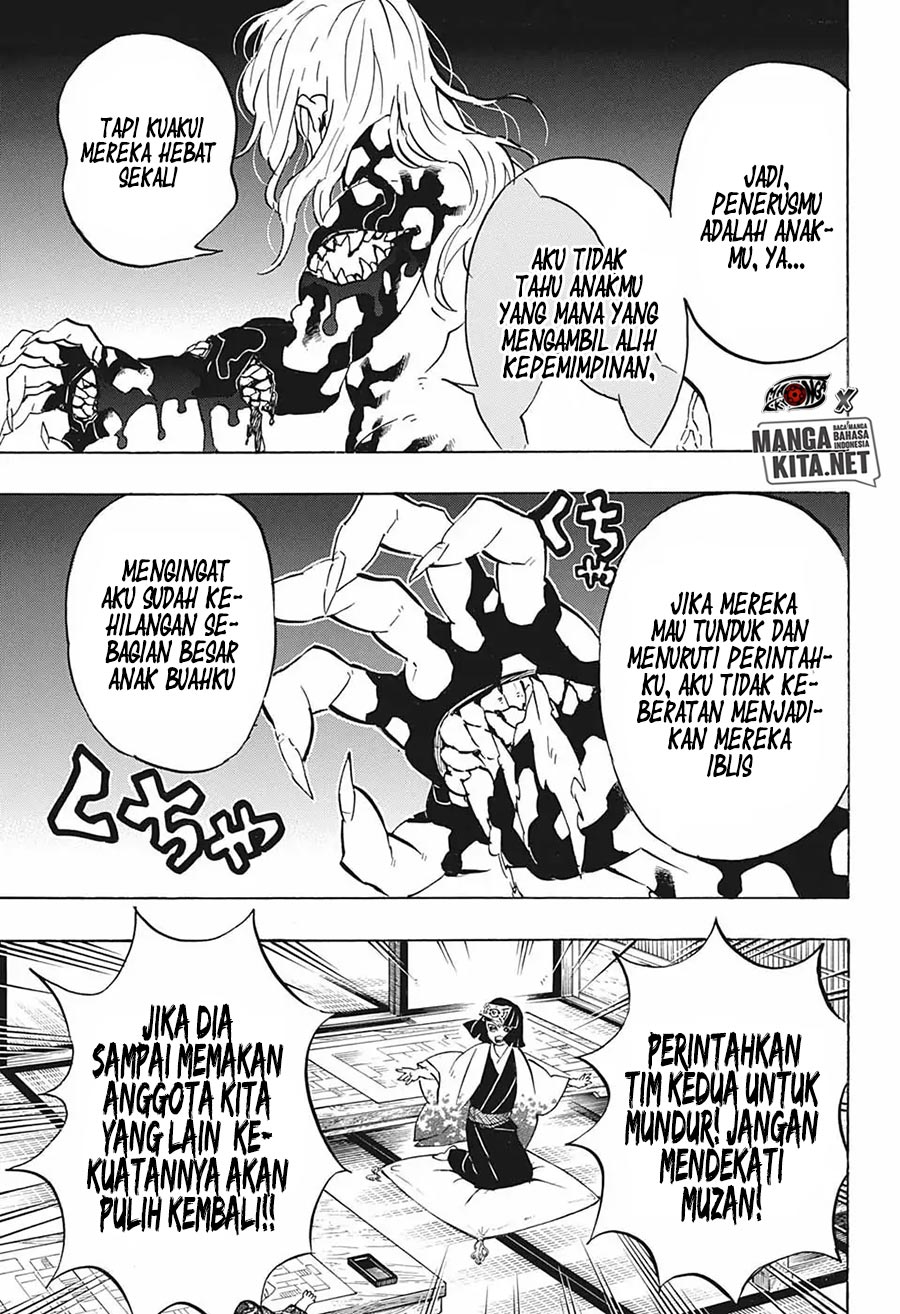 JADI,
PENERUSMU
ADALAH ANAK-
MU, YA...
AKU TIDAK
TAHU ANAKMU
YANG MANA YANG
MENGAMBIL ALIH
KEPEMIMPINAN,
TAPI KUAKUI
MEREKA HEBAT
SEKALI
MANGA
X
MANGA
BACA MANGA
BAHASA
INDONESIA
KITA.NET
くちゃ
JIKA MEREKA
MAU TUNDUK DAN
MENURUTI PERINTAH-
KU, AKU TIDAK KE-
BERATAN MENJADI-
KAN MEREKA
IBLIS
MENGINGAT
AKU SUDAH KE-
HILANGAN SE-
BAGIAN BESAR
ANAK BUAHKU
くちゃ
PERINTAHKAN
TIM KEDUA UNTUK
MUNDUR! JANGAN
MENDEKATI
MUZAN!
JIKA DIA
SAMPAI MEMAKAN
ANGGOTA KITA
YANG LAIN KE-
KUATANNYA AKAN
PULIH KEMBALI!!